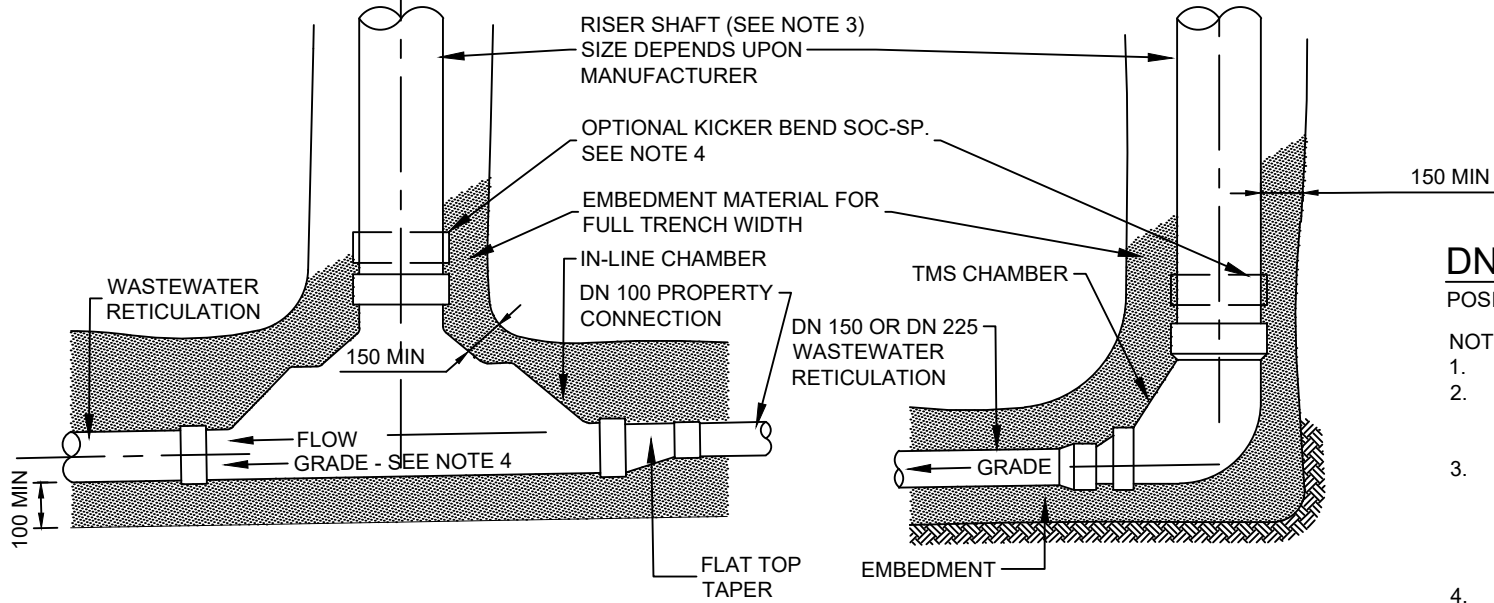 RISER SHAFT (SEE NOTE 3)
SIZE DEPENDS UPON
MANUFACTURER
OPTIONAL KICKER BEND SOC-SP.
SEE NOTE 4
EMBEDMENT MATERIAL FOR
FULL TRENCH WIDTH
IN-LINE CHAMBER
DN 100 PROPERTY
CONNECTION
WASTEWATER
RETICULATION
150 MIN
FLOW
GRADE - SEE NOTE 4
100 MIN
FLAT TOP
TAPER
TMS CHAMBER
DN 150 OR DN 225
WASTEWATER
RETICULATION
GRADE
EMBEDMENT
150 MIN
DN
POSI
NOT
1.
2.
3.
4.